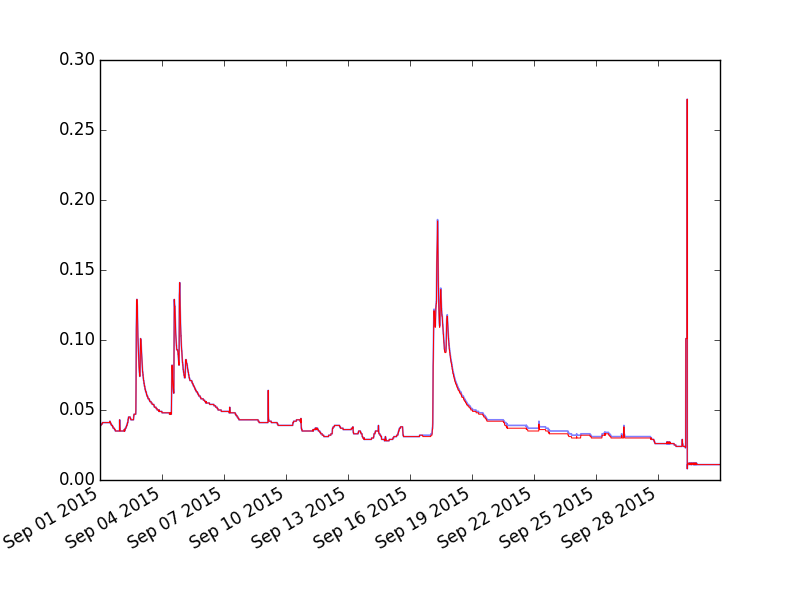 0.30
0.25
0.20
0.15
0.10
0.05
0.00
Sep 01 2015
Sep 04 2015
Sep 07 2015
Sep 10 2015
Sep 13 2015
Sep 16 2015
Sep 19 2015
Sep 22 2015
Sep 25 2015
Sep 28 2015